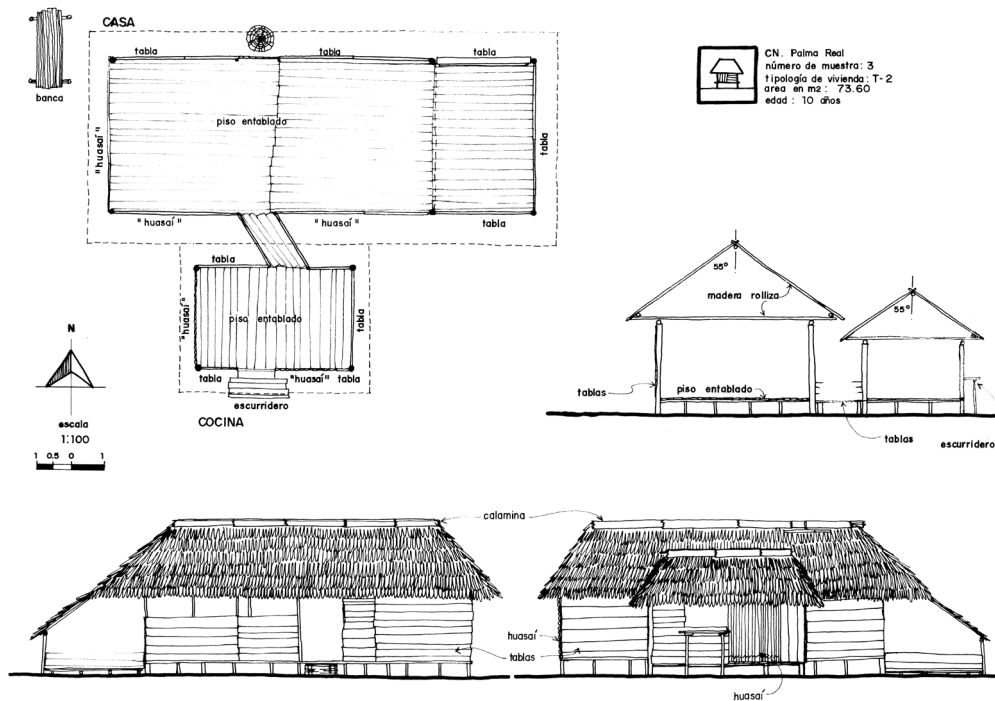 CASA
banca
tabla
tabla
tabla
"huasaí"
piso entablado
tabla
"huasaí"
"huasaí"
tabla
tabla
"huasaí"
piso entablado
tabla
tabla
"huasaí"
tabla
escurridero
COCINA
N
escala
1:100
1 0.5 0 1
CN. Palma Real
número de muestra: 3
tipología de vivienda: T-2
area en m2: 73.60
edad: 10 años
55°
madera rolliza
55°
tablas
piso entablado
tablas
escurridero
calamina
huasaí
tablas
huasaí